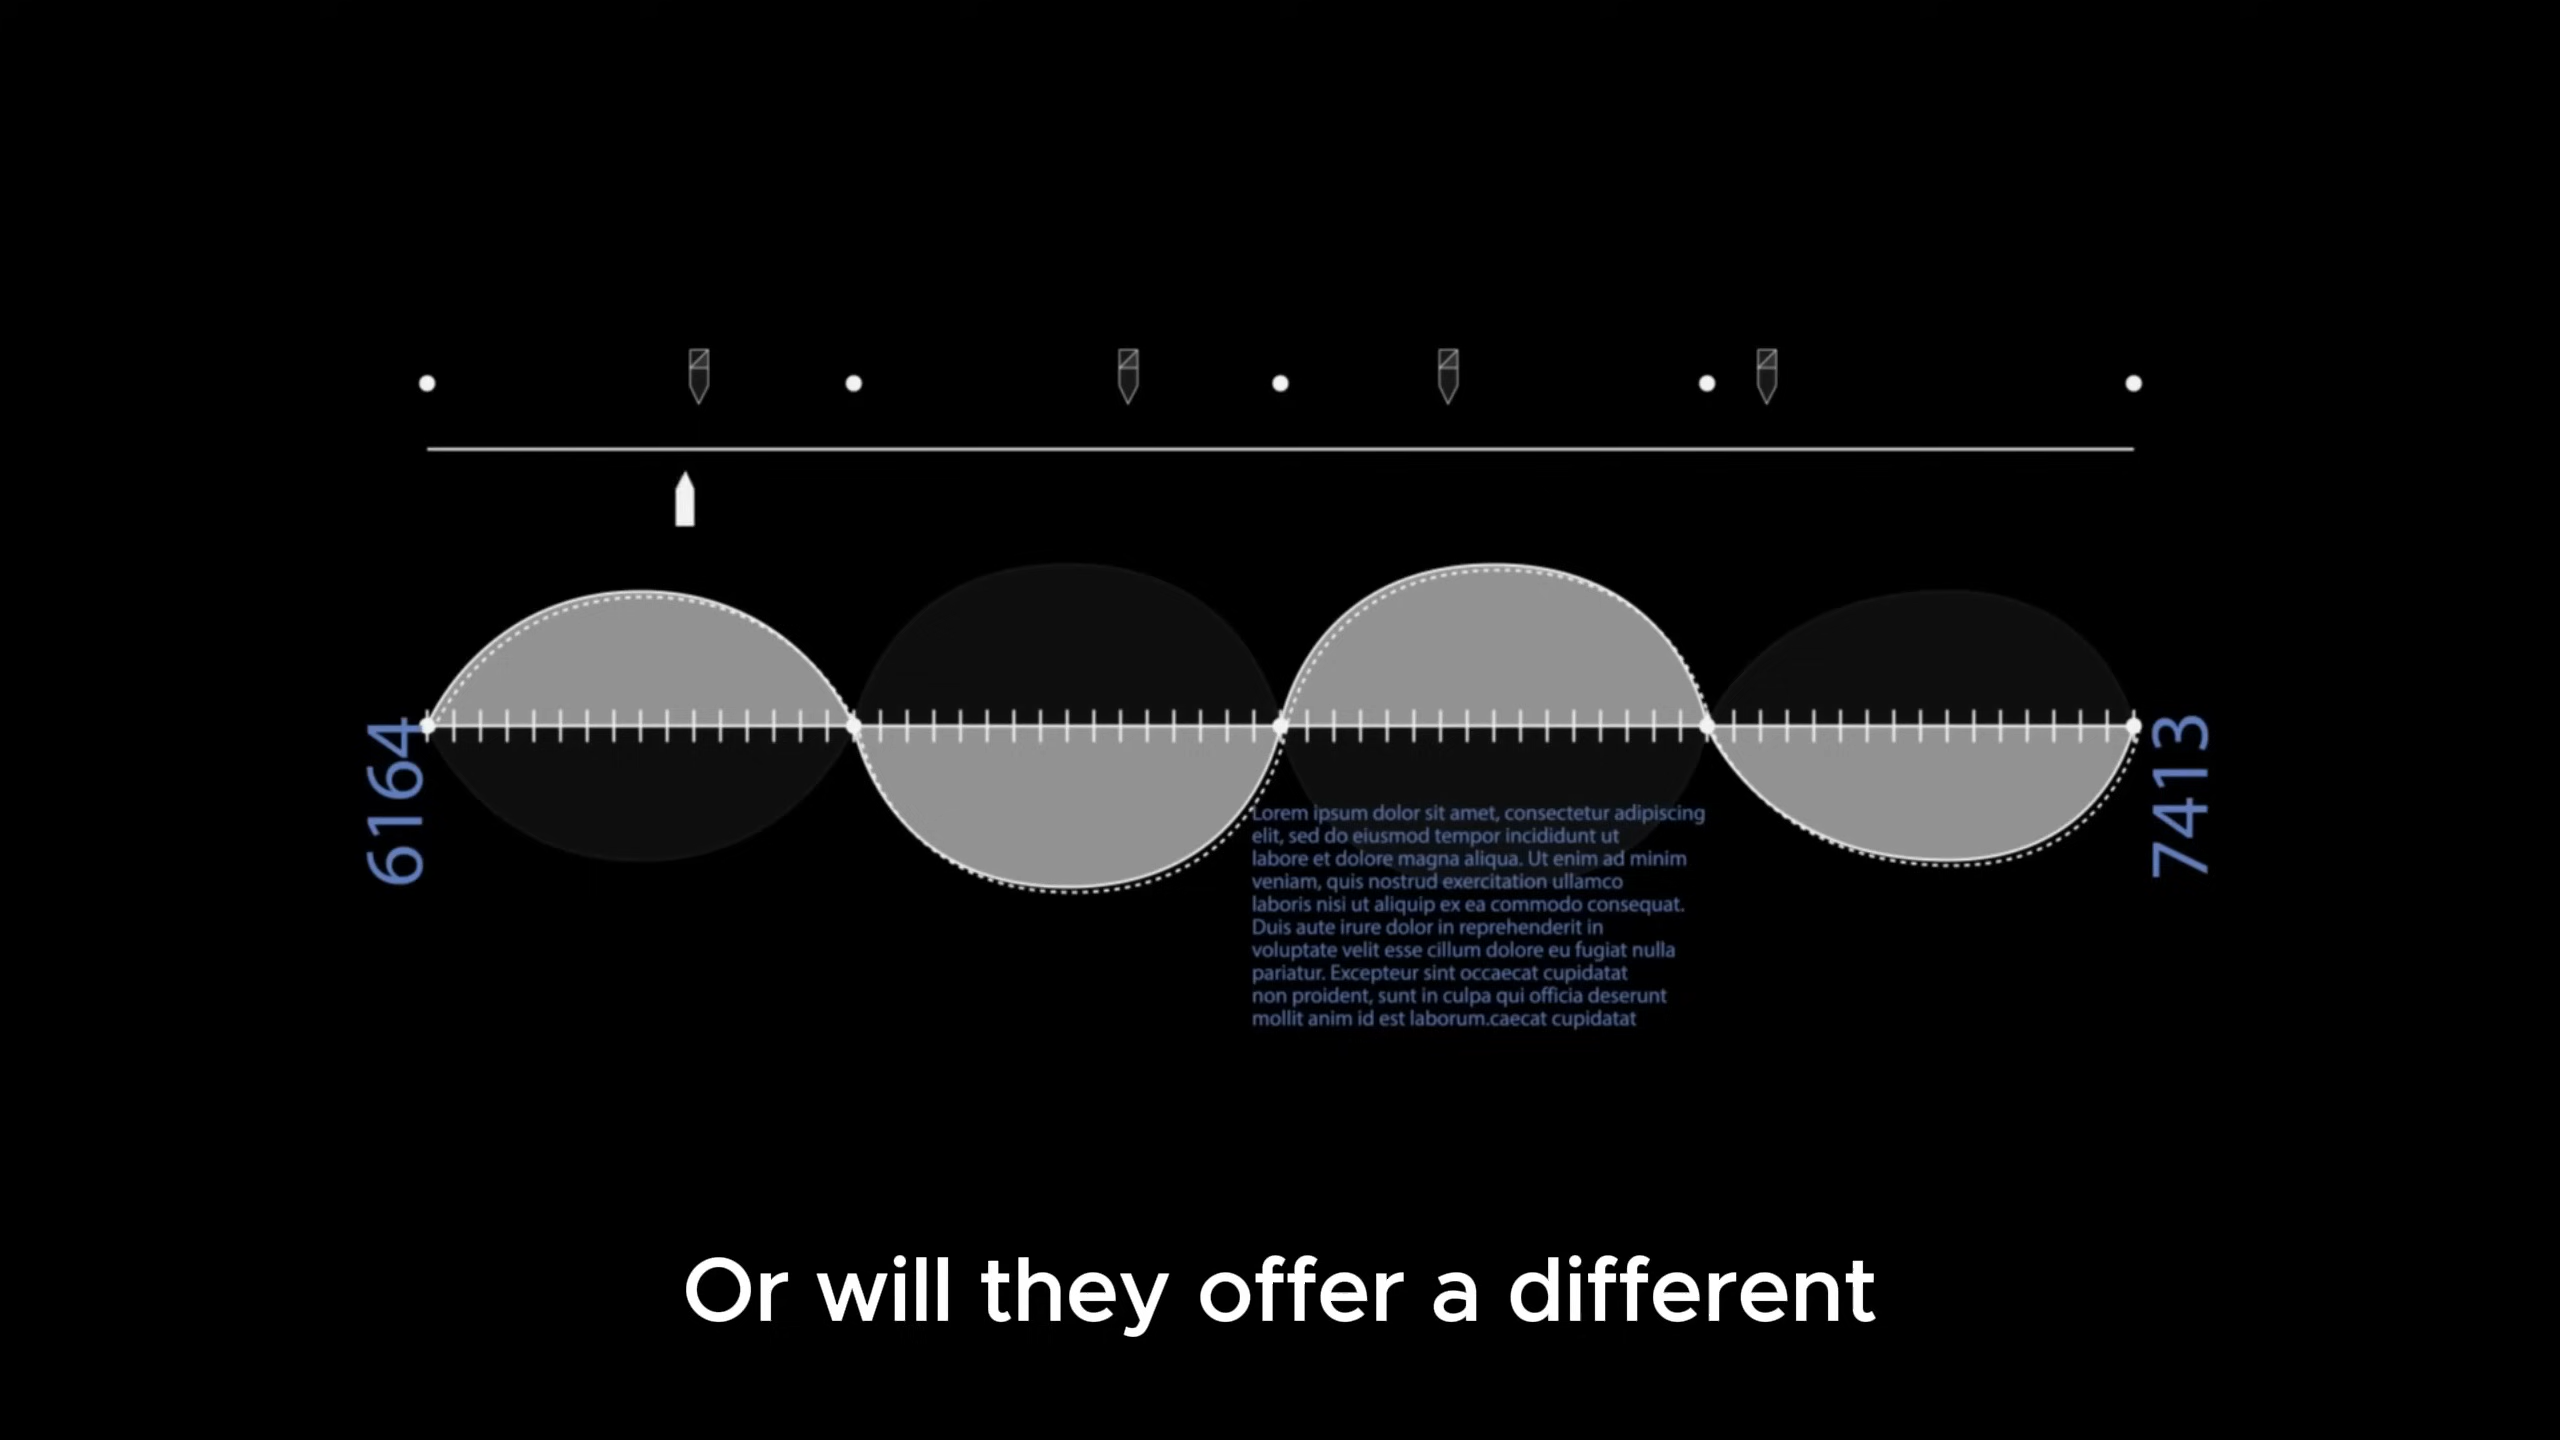 6164
7413
Lorem ipsum dolor sit amet, consectetur adipiscing
elit, sed do eiusmod tempor incididunt ut
labore et dolore magna aliqua. Ut enim ad minim
veniam, quis nostrud exercitation ullamco
laboris nisi ut aliquip ex ea commodo consequat.
Duis aute irure dolor in reprehenderit in
voluptate velit esse cillum dolore eu fugiat nulla
pariatur. Excepteur sint occaecat cupidatat
non proident, sunt in culpa qui officia deserunt
mollit anim id est laborum.caecat cupidatat
Or will they offer a different